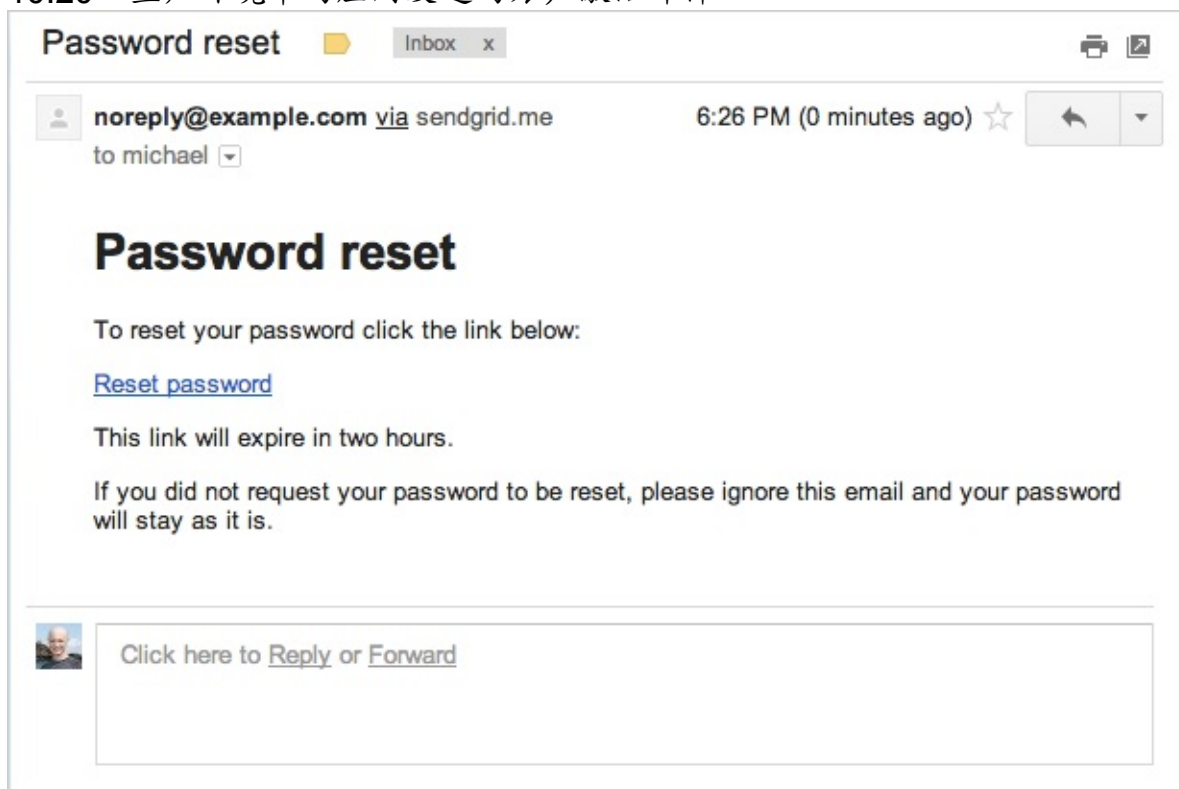 Password reset
Inbox x
noreply@example.com via sendgrid.me
6:26 PM (0 minutes ago)
to michael
Password reset
To reset your password click the link below:
Reset password
This link will expire in two hours.
If you did not request your password to be reset, please ignore this email and your password
will stay as it is.
Click here to Reply or Forward